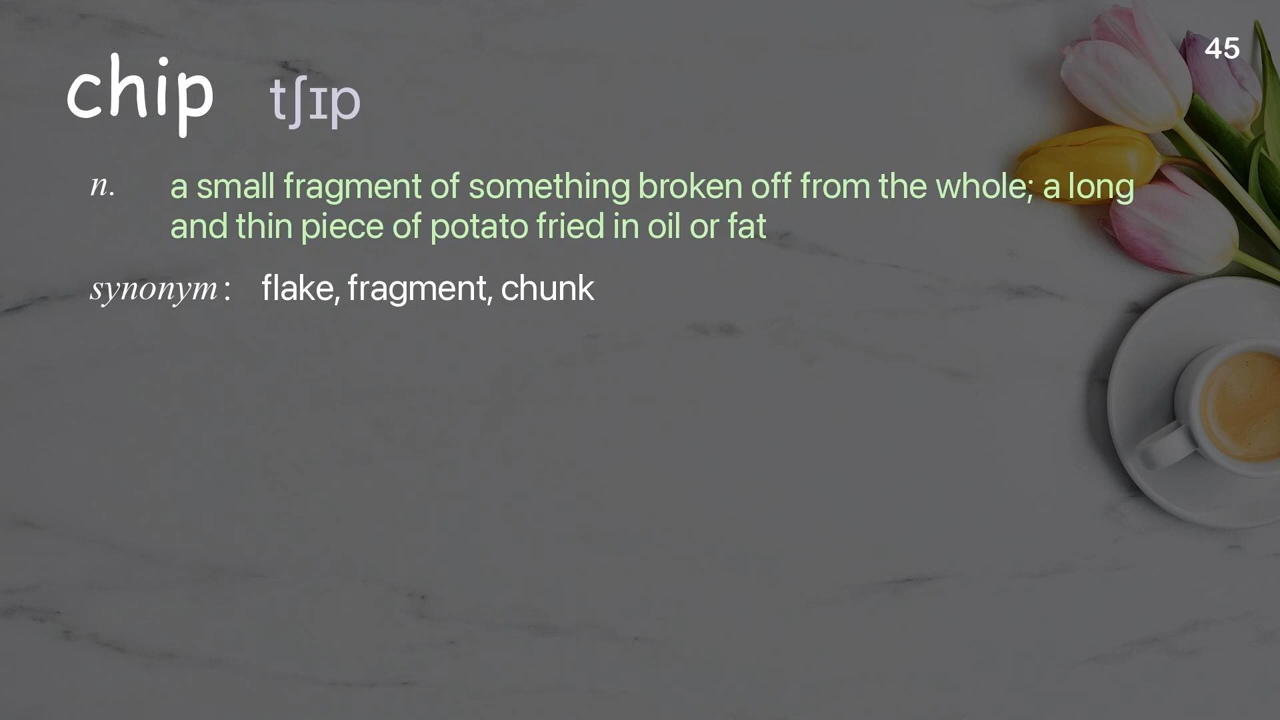 45
chip tʃɪp
n. a small fragment of something broken off from the whole; a long
and thin piece of potato fried in oil or fat
synonym: flake, fragment, chunk